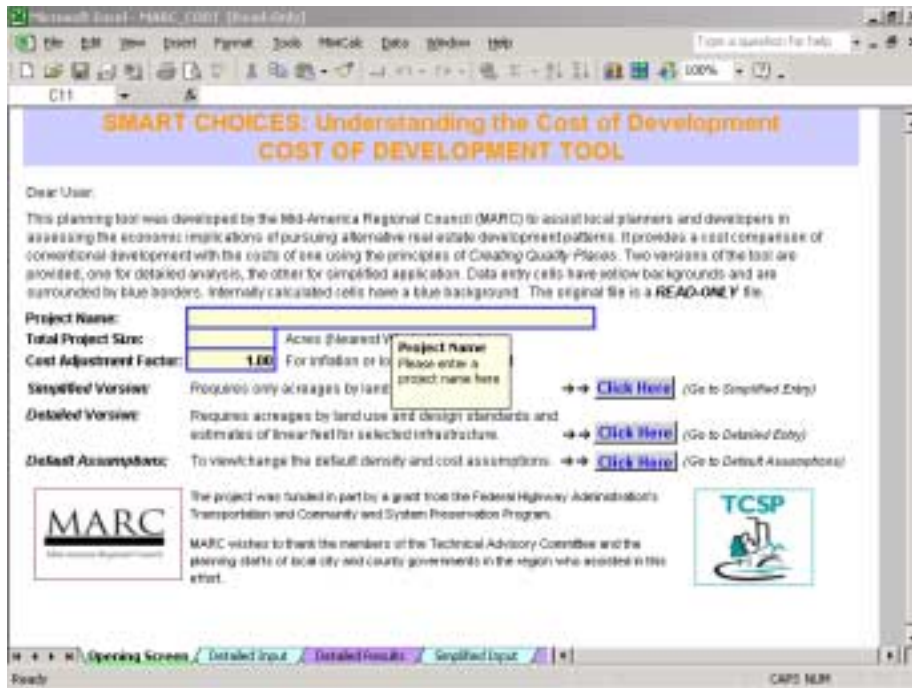 Microsoft Excel - MARC_CODT [Read-Only]
File Edit View Insert Format Tools Data Window Help
Type a question for help
100%
C11
SMART CHOICES: Understanding the Cost of Development
COST OF DEVELOPMENT TOOL
Dear User:
This planning tool was developed by the Mid-America Regional Council (MARC) to assist local planners and developers in
assessing the economic implications of pursuing alternative real estate development patterns. It provides a cost comparison of
conventional development with the costs of one using the principles of Creating Quality Places. Two versions of the tool are
provided, one for detailed analysis, the other for simplified application. Data entry cells have yellow backgrounds and are
surrounded by blue borders. Internally calculated cells have a blue background. The original file is a READ-ONLY file.
Project Name:
Total Project Size: Acres (Nearest
Cost Adjustment Factor: 1.00 For inflation or
Project Name
Please enter a
project name here
Simplified Version: Requires only acreages by land →→ Click Here (Go to Simplified Entry)
Detailed Version: Requires acreages by land use and design standards and
estimates of linear feet for selected infrastructure. →→ Click Here (Go to Detailed Entry)
Default Assumptions: To view/change the default density and cost assumptions. →→ Click Here (Go to Default Assumptions)
MARC
Mid-America Regional Council
The project was funded in part by a grant from the Federal Highway Administration's
Transportation and Community and System Preservation Program.
MARC wishes to thank the members of the Technical Advisory Committee and the
planning staffs of local city and county governments in the region who assisted in this
effort.
TCSP
Opening Screen Detailed Input Detailed Results Simplified Input
Ready CAPS NUM